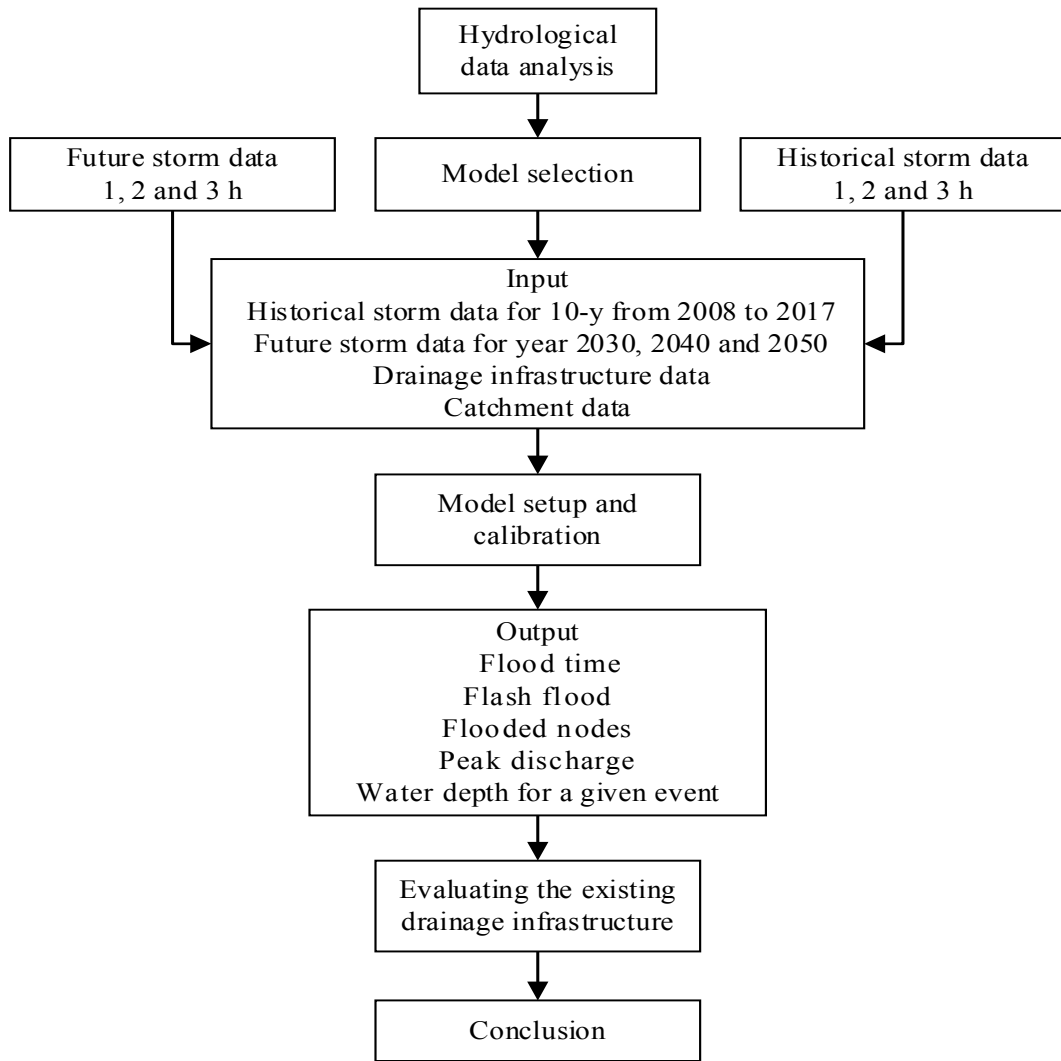 Hydrological
data analysis
Future storm data
1, 2 and 3 h
Model selection
Historical storm data
1, 2 and 3 h
Input
Historical storm data for 10-y from 2008 to 2017
Future storm data for year 2030, 2040 and 2050
Drainage infrastructure data
Catchment data
Model setup and
calibration
Output
Flood time
Flash flood
Flooded nodes
Peak discharge
Water depth for a given event
Evaluating the existing
drainage infrastructure
Conclusion